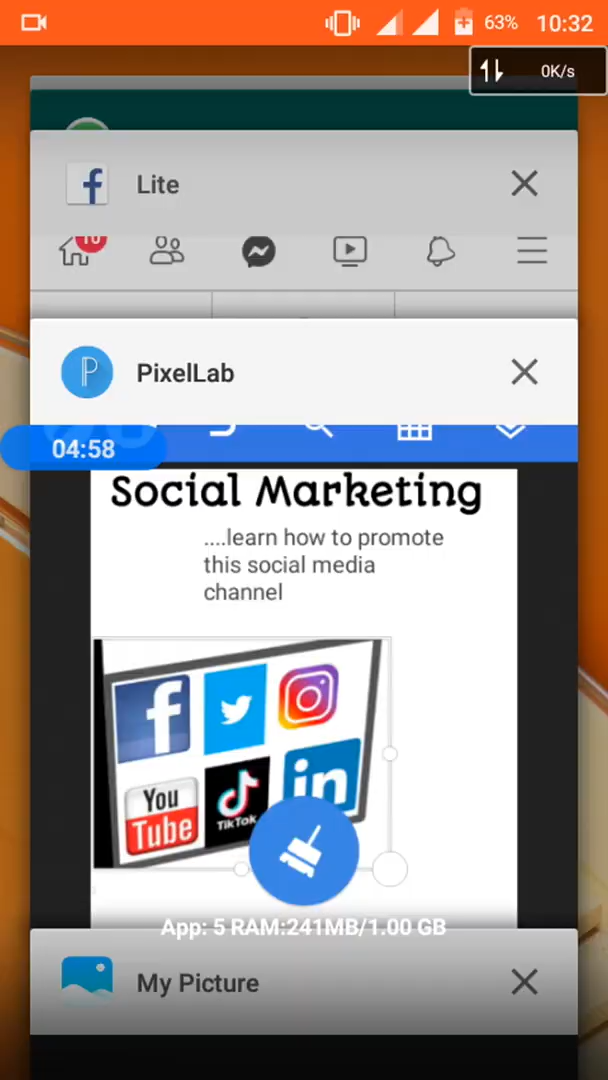 63% 10:32
0K/s
Lite
10
PixelLab
04:58
Social Marketing
....learn how to promote
this social media
channel
You
Tube
TikTok
in
App: 5 RAM:241MB/1.00 GB
My Picture